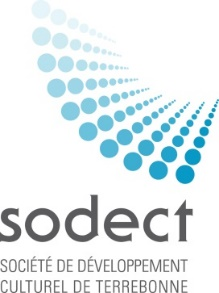 sodect
SOCIÉTÉ DE DÉVELOPPEMENT
CULTUREL DE TERREBONNE